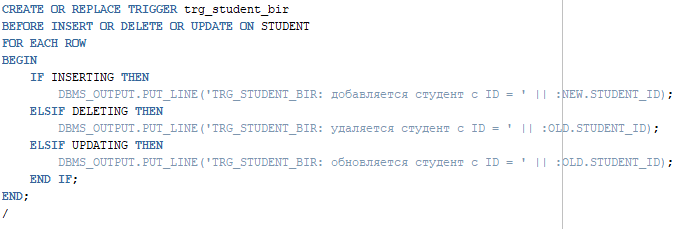 CREATE OR REPLACE TRIGGER trg_student_bir
BEFORE INSERT OR DELETE OR UPDATE ON STUDENT
FOR EACH ROW
BEGIN
    IF INSERTING THEN
        DBMS_OUTPUT.PUT_LINE('TRG_STUDENT_BIR: добавляется студент с ID = ' || :NEW.STUDENT_ID);
    ELSIF DELETING THEN
        DBMS_OUTPUT.PUT_LINE('TRG_STUDENT_BIR: удаляется студент с ID = ' || :OLD.STUDENT_ID);
    ELSIF UPDATING THEN
        DBMS_OUTPUT.PUT_LINE('TRG_STUDENT_BIR: обновляется студент с ID = ' || :OLD.STUDENT_ID);
    END IF;
END;
/